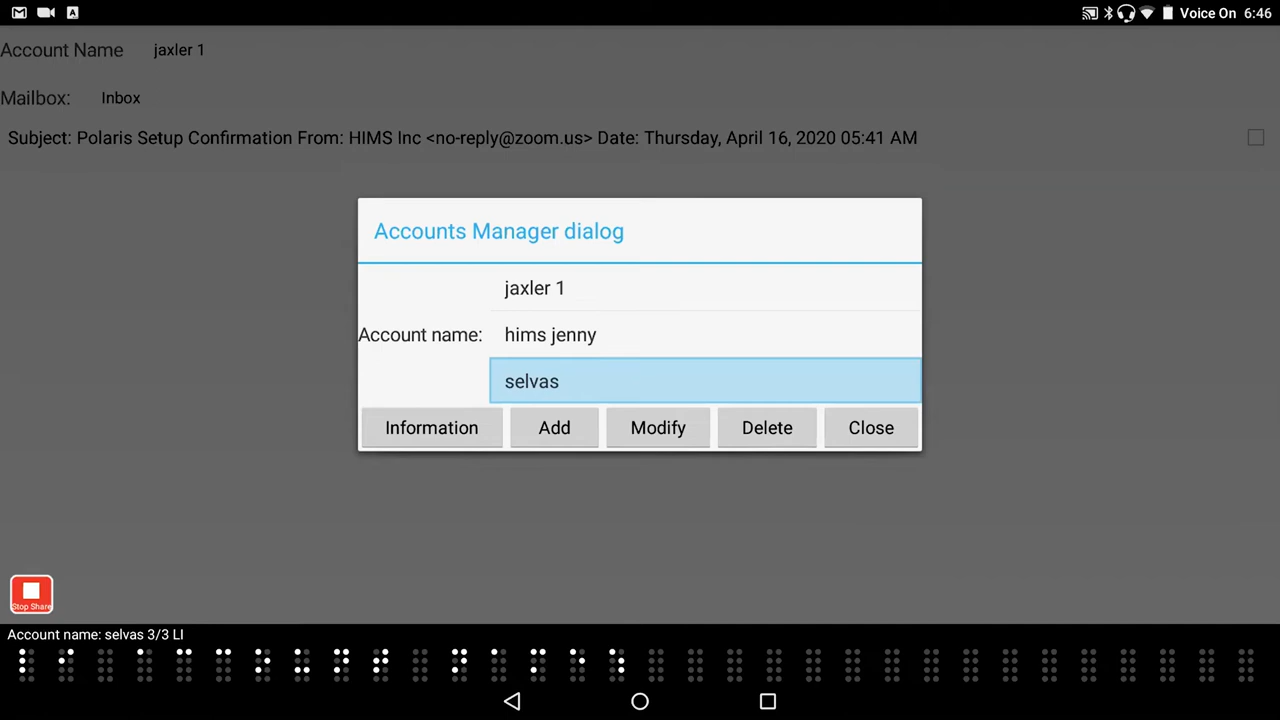 Voice On 6:46
Account Name jaxler 1
Mailbox: Inbox
Subject: Polaris Setup Confirmation From: HIMS Inc <no-reply@zoom.us> Date: Thursday, April 16, 2020 05:41 AM
Accounts Manager dialog
jaxler 1
Account name: hims jenny
selvas
Information Add Modify Delete Close
Stop Share
Account name: selvas 3/3 LI